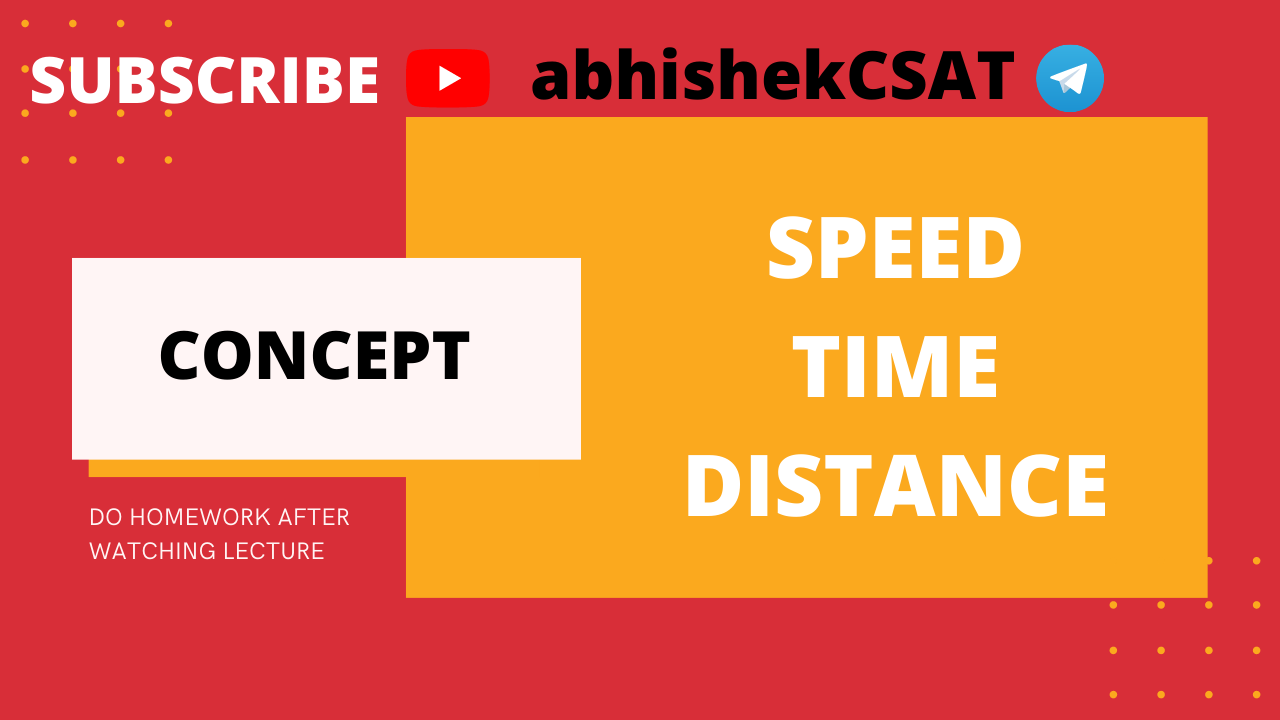 SUBSCRIBE abhishekCSAT
CONCEPT
SPEED
TIME
DISTANCE
DO HOMEWORK AFTER
WATCHING LECTURE